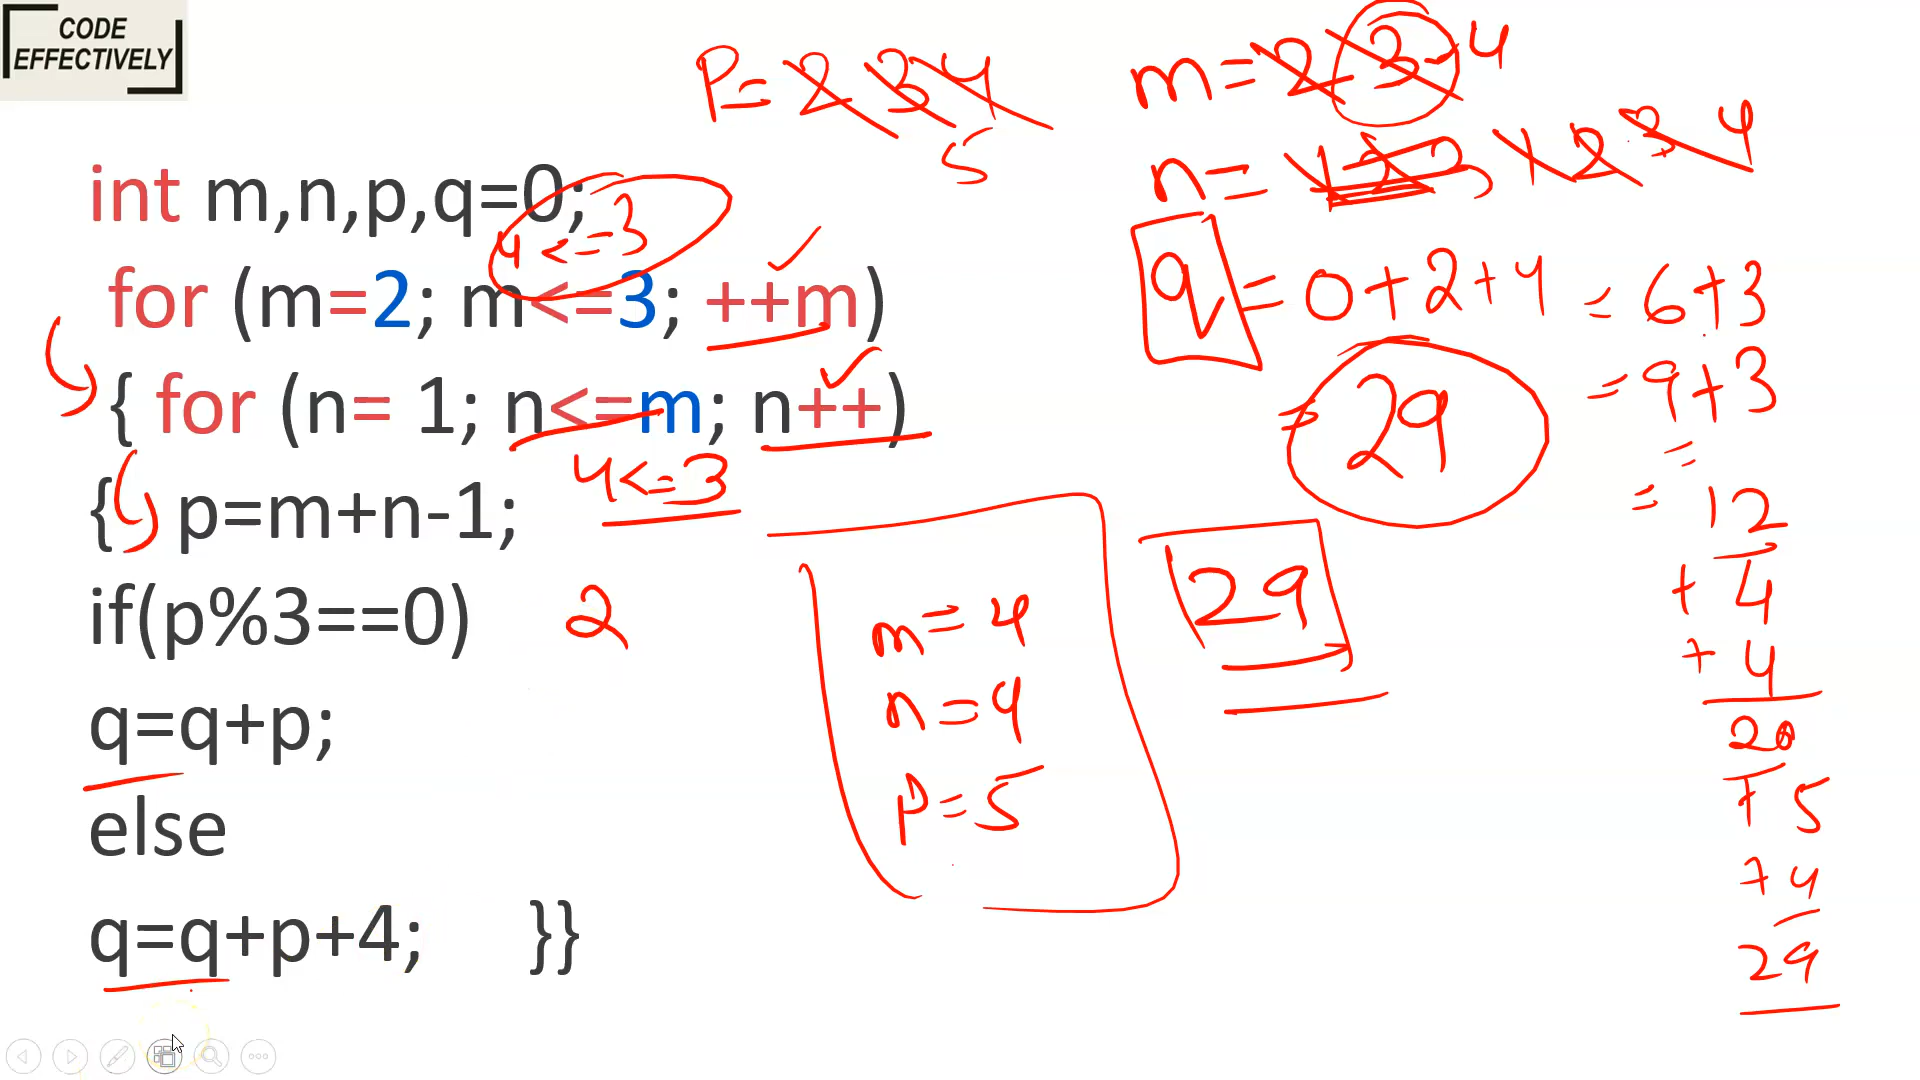 CODE
EFFECTIVELY
P= 2 3 4
5
m= 2 3 4
n= 1 2 3, 1 2 3 4
int m,n,p,q=0;
4<=3
for (m=2; m<=3; ++m)
{ for (n= 1; n<=m; n++)
4<=3
{ p=m+n-1;
if(p%3==0) 2
q=q+p;
else
q=q+p+4; }}
q = 0+2+4 = 6+3
= 9+3
= 29
=
= 12
+ 4
+ 4
20
+ 5
+ 4
29
m=4
n=4
P=5
29